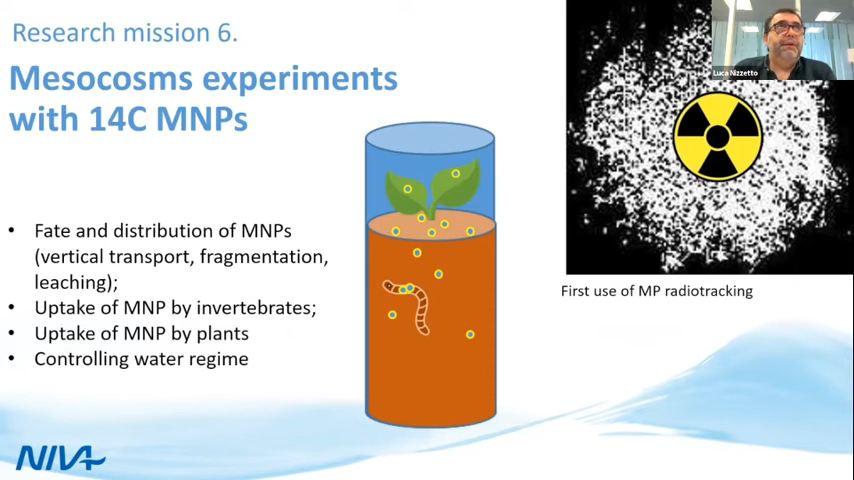 Research mission 6.
Mesocosms experiments
with 14C MNPs
• Fate and distribution of MNPs
(vertical transport, fragmentation,
leaching);
• Uptake of MNP by invertebrates;
• Uptake of MNP by plants
• Controlling water regime
Luca Nizzetto
First use of MP radiotracking
NIVA